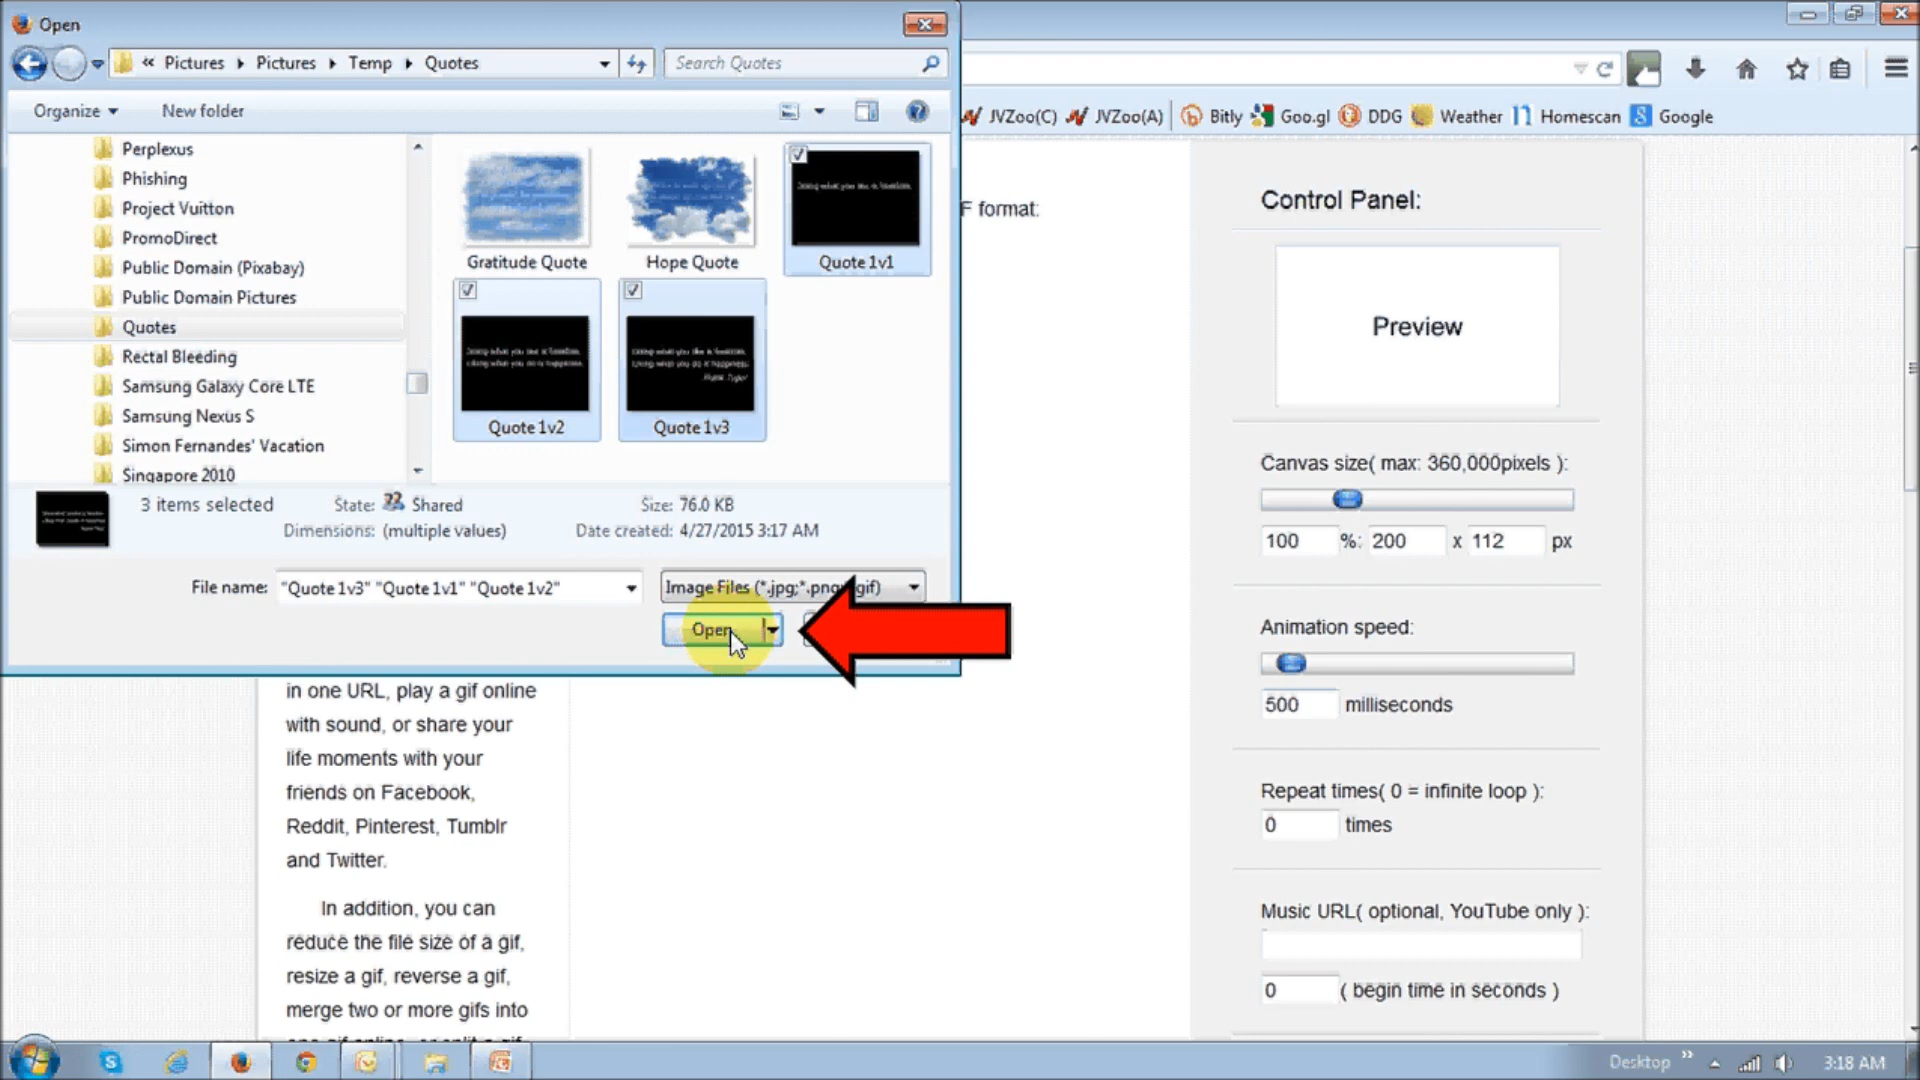 Open
« Pictures Pictures Temp Quotes
Search Quotes
Organize
New folder
Perplexus
Phishing
Project Vuitton
PromoDirect
Public Domain (Pixabay)
Public Domain Pictures
Quotes
Rectal Bleeding
Samsung Galaxy Core LTE
Samsung Nexus S
Simon Fernandes' Vacation
Singapore 2010
Gratitude Quote
Hope Quote
Quote 1v1
Quote 1v2
Quote 1v3
3 items selected
State: Shared
Size: 76.0 KB
Dimensions: (multiple values)
Date created: 4/27/2015 3:17 AM
File name: "Quote 1v3" "Quote 1v1" "Quote 1v2"
Image Files (*.jpg;*.png gif)
Open
JVZoo(C) JVZoo(A) Bitly Goo.gl DDG Weather Homescan Google
F format:
in one URL, play a gif online
with sound, or share your
life moments with your
friends on Facebook,
Reddit, Pinterest, Tumblr
and Twitter.
In addition, you can
reduce the file size of a gif,
resize a gif, reverse a gif,
merge two or more gifs into
Control Panel:
Preview
Canvas size( max: 360,000pixels ):
100 %: 200 x 112 px
Animation speed:
500 milliseconds
Repeat times( 0 = infinite loop ):
0 times
Music URL( optional, YouTube only ):
0 ( begin time in seconds )
Desktop »
3:18 AM